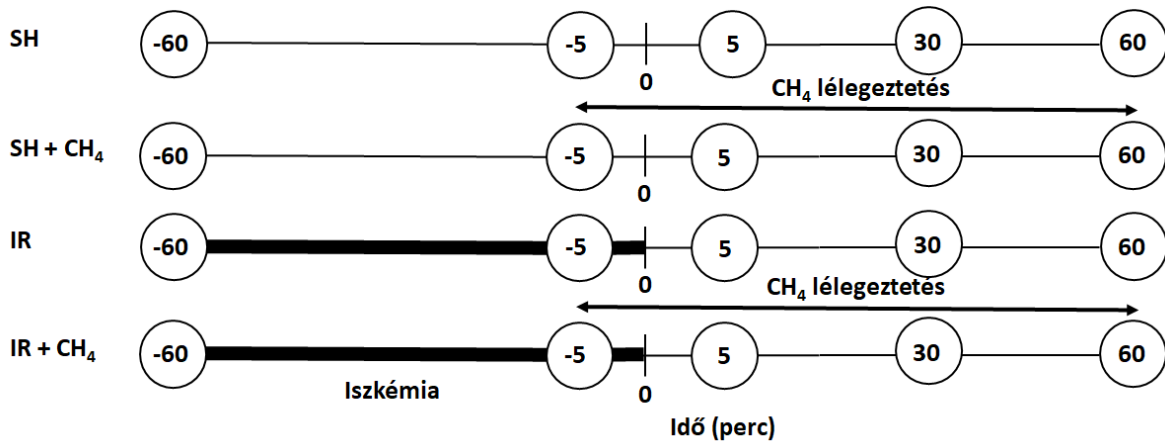 SH -60 -5 5 30 60
0
CH₄ lélegeztetés
SH + CH₄ -60 -5 5 30 60
0
IR -60 -5 5 30 60
0
CH₄ lélegeztetés
IR + CH₄ -60 -5 5 30 60
Iszkémia
0
Idő (perc)